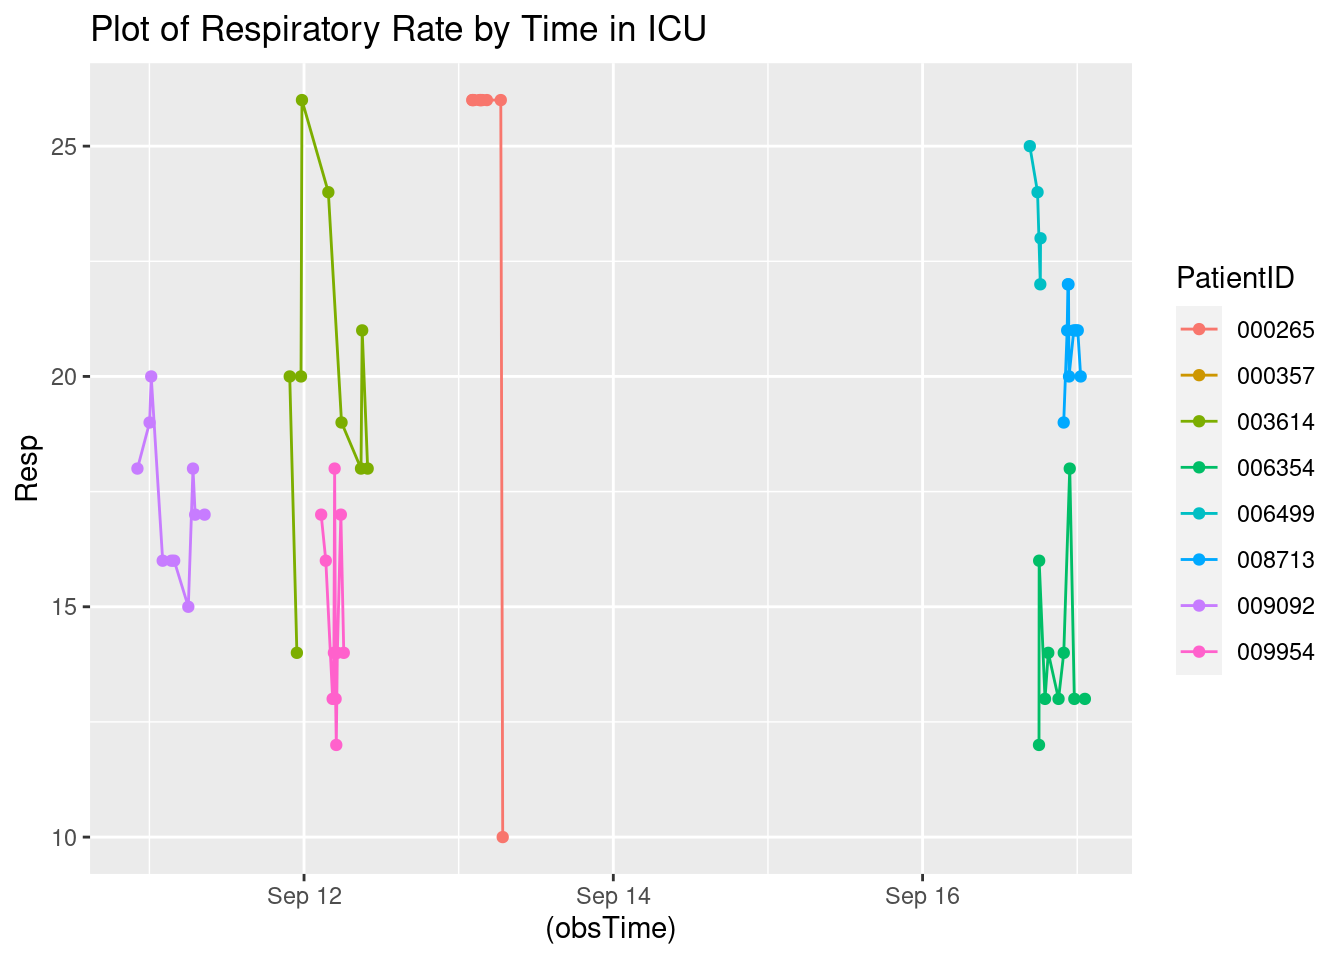 Plot of Respiratory Rate by Time in ICU
25
20
15
10
Resp
Sep 12
Sep 14
Sep 16
(obsTime)
PatientID
000265
000357
003614
006354
006499
008713
009092
009954